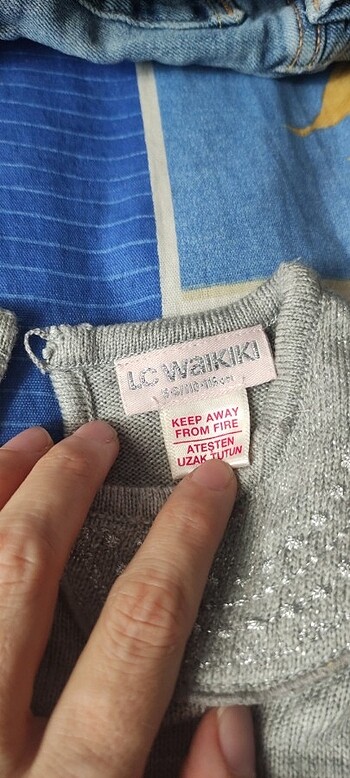 LC WAIKIKI
KEEP AWAY
FROM FIRE
ATEŞTEN
UZAK TUTUN